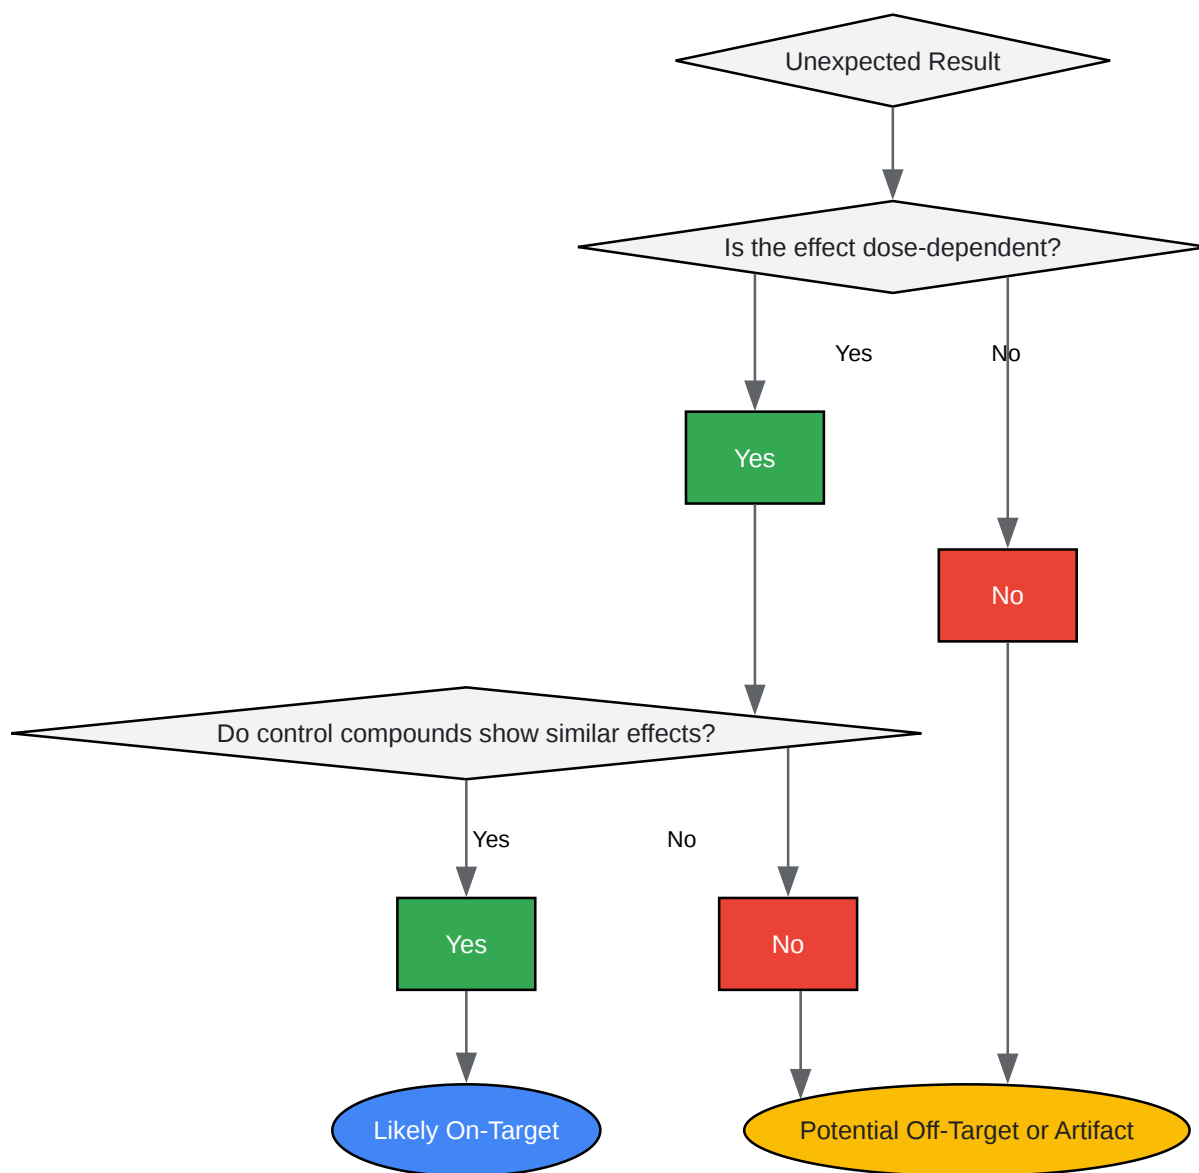 Unexpected Result
Is the effect dose-dependent?
Yes
No
Yes
No
Do control compounds show similar effects?
Yes
No
Yes
No
Likely On-Target
Potential Off-Target or Artifact